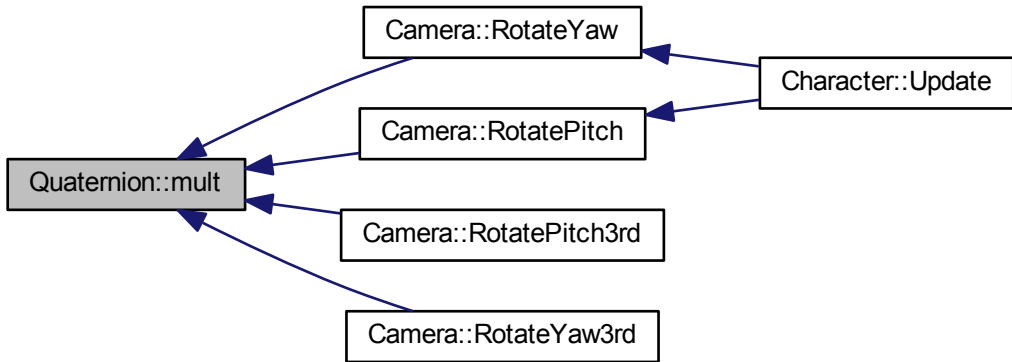 Camera::RotateYaw
Character::Update
Camera::RotatePitch
Quaternion::mult
Camera::RotatePitch3rd
Camera::RotateYaw3rd